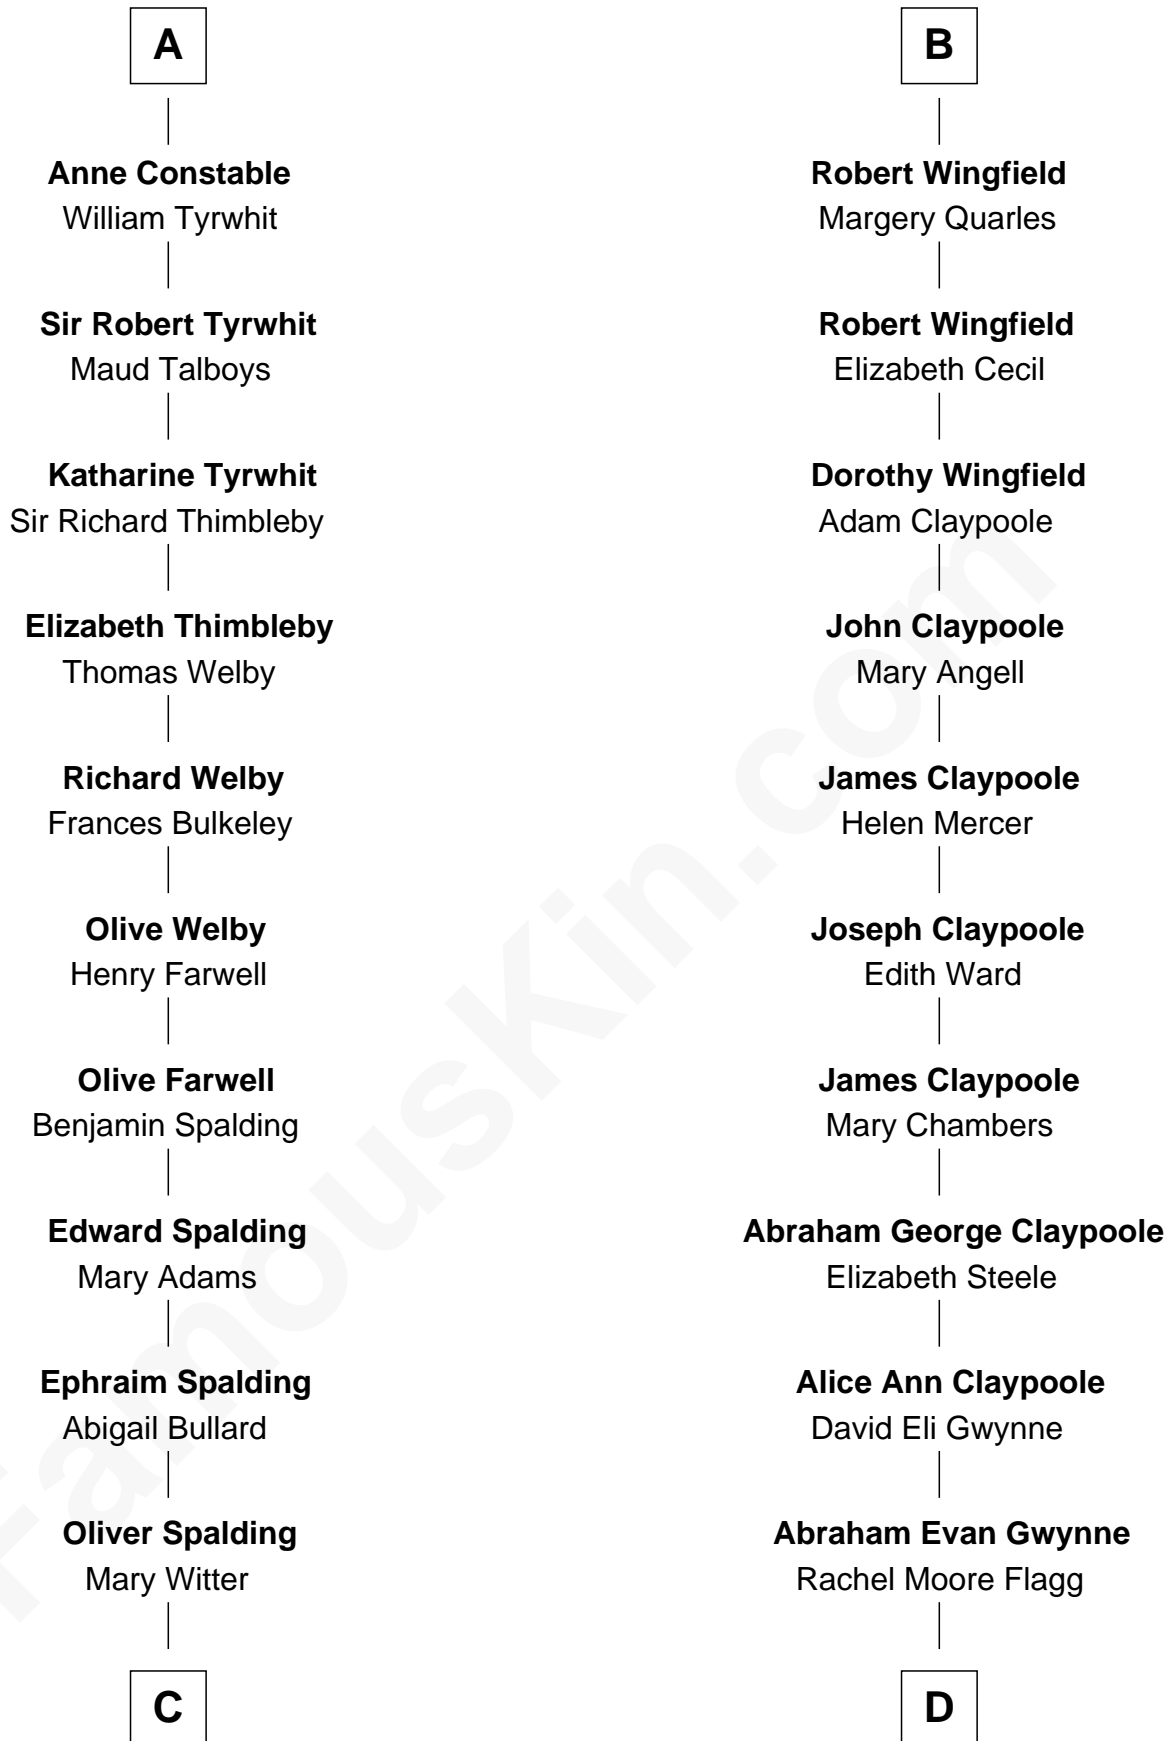 A
Anne Constable
William Tyrwhit
Sir Robert Tyrwhit
Maud Talboys
Katharine Tyrwhit
Sir Richard Thimbleby
Elizabeth Thimbleby
Thomas Welby
Richard Welby
Frances Bulkeley
Olive Welby
Henry Farwell
Olive Farwell
Benjamin Spalding
Edward Spalding
Mary Adams
Ephraim Spalding
Abigail Bullard
Oliver Spalding
Mary Witter
C
B
Robert Wingfield
Margery Quarles
Robert Wingfield
Elizabeth Cecil
Dorothy Wingfield
Adam Claypoole
John Claypoole
Mary Angell
James Claypoole
Helen Mercer
Joseph Claypoole
Edith Ward
James Claypoole
Mary Chambers
Abraham George Claypoole
Elizabeth Steele
Alice Ann Claypoole
David Eli Gwynne
Abraham Evan Gwynne
Rachel Moore Flagg
D
FamousKin.com